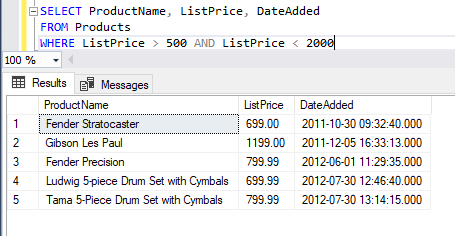 SELECT ProductName, ListPrice, DateAdded
FROM Products
WHERE ListPrice > 500 AND ListPrice < 2000
100 %
Results Messages
ProductName ListPrice DateAdded
1 Fender Stratocaster 699.00 2011-10-30 09:32:40.000
2 Gibson Les Paul 1199.00 2011-12-05 16:33:13.000
3 Fender Precision 799.99 2012-06-01 11:29:35.000
4 Ludwig 5-piece Drum Set with Cymbals 699.99 2012-07-30 12:46:40.000
5 Tama 5-Piece Drum Set with Cymbals 799.99 2012-07-30 13:14:15.000